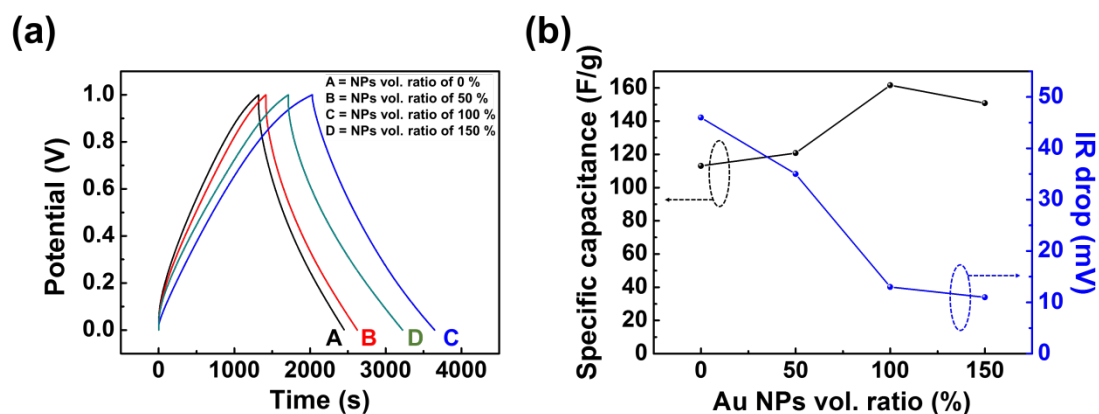 (a)
A = NPs vol. ratio of 0 %
B = NPs vol. ratio of 50 %
C = NPs vol. ratio of 100 %
D = NPs vol. ratio of 150 %
Potential (V)
1.0
0.8
0.6
0.4
0.2
0.0
A
B
D
C
0
1000
2000
3000
4000
Time (s)
(b)
Specific capacitance (F/g)
160
140
120
100
80
60
40
20
0
50
40
30
20
10
0
IR drop (mV)
0
50
100
150
Au NPs vol. ratio (%)